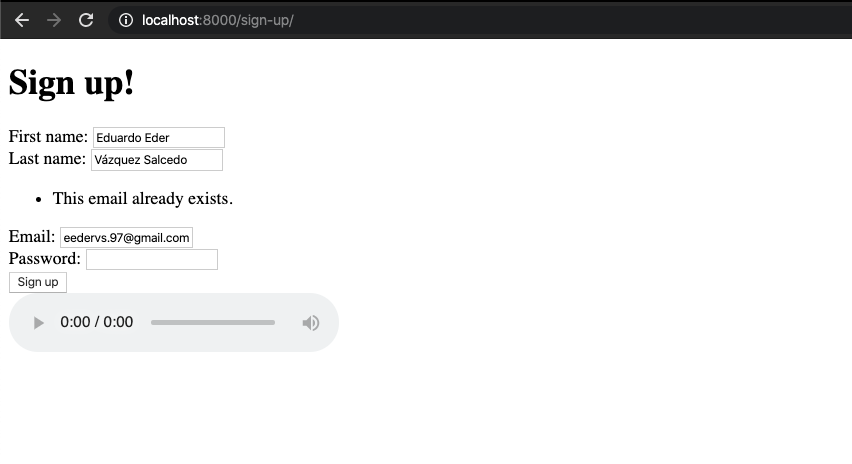 localhost:8000/sign-up/
Sign up!
First name: Eduardo Eder
Last name: Vázquez Salcedo
• This email already exists.
Email: eedervs.97@gmail.com
Password:
Sign up
0:00 / 0:00